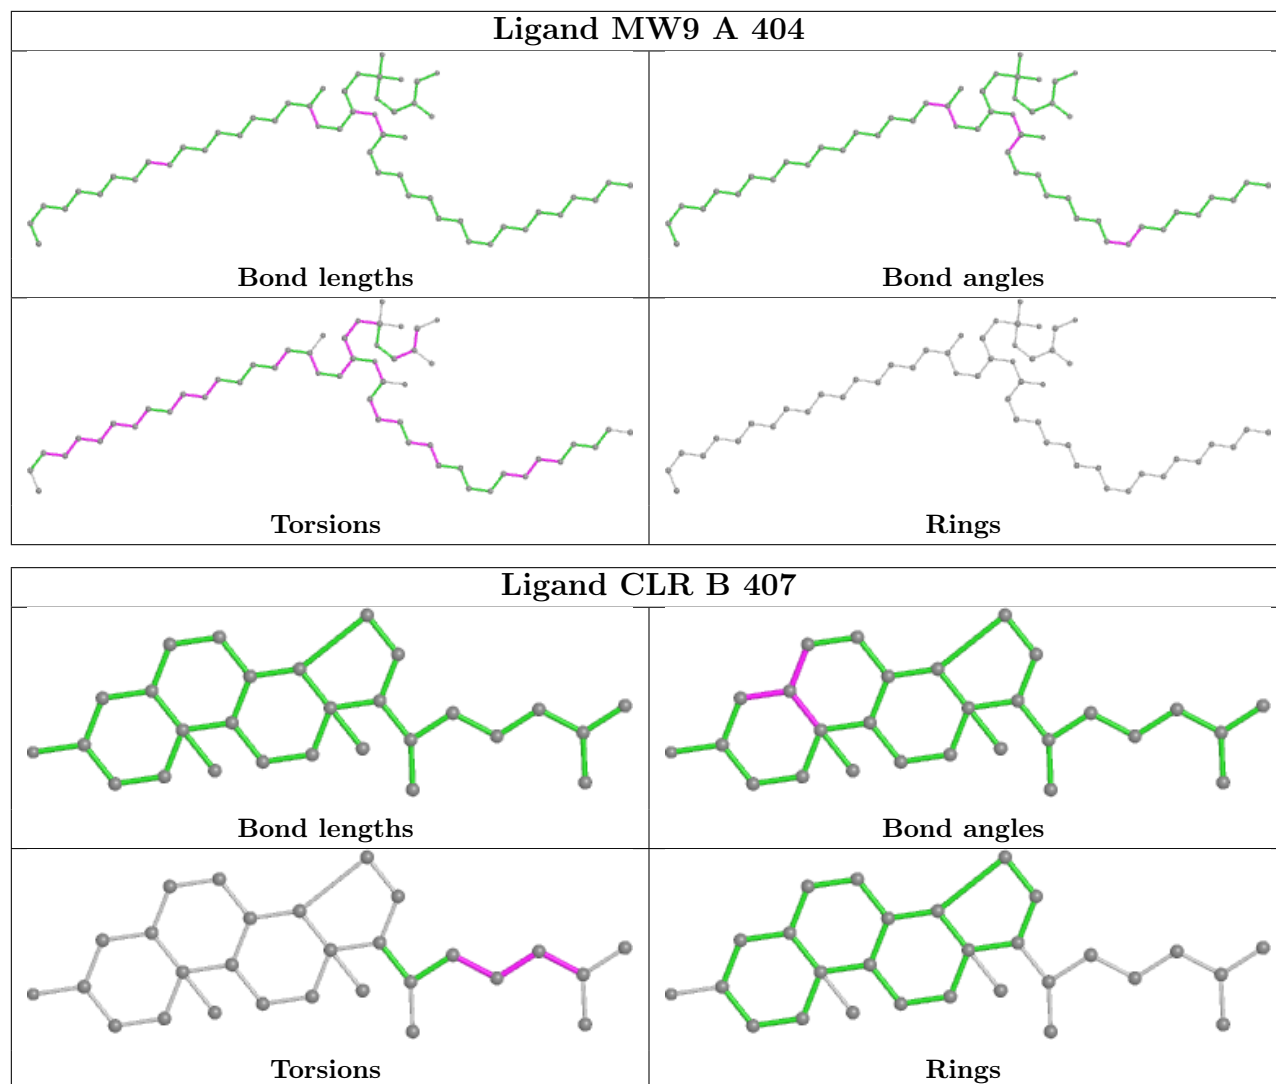 Ligand MW9 A 404
Bond lengths
Bond angles
Torsions
Rings
Ligand CLR B 407
Bond lengths
Bond angles
Torsions
Rings